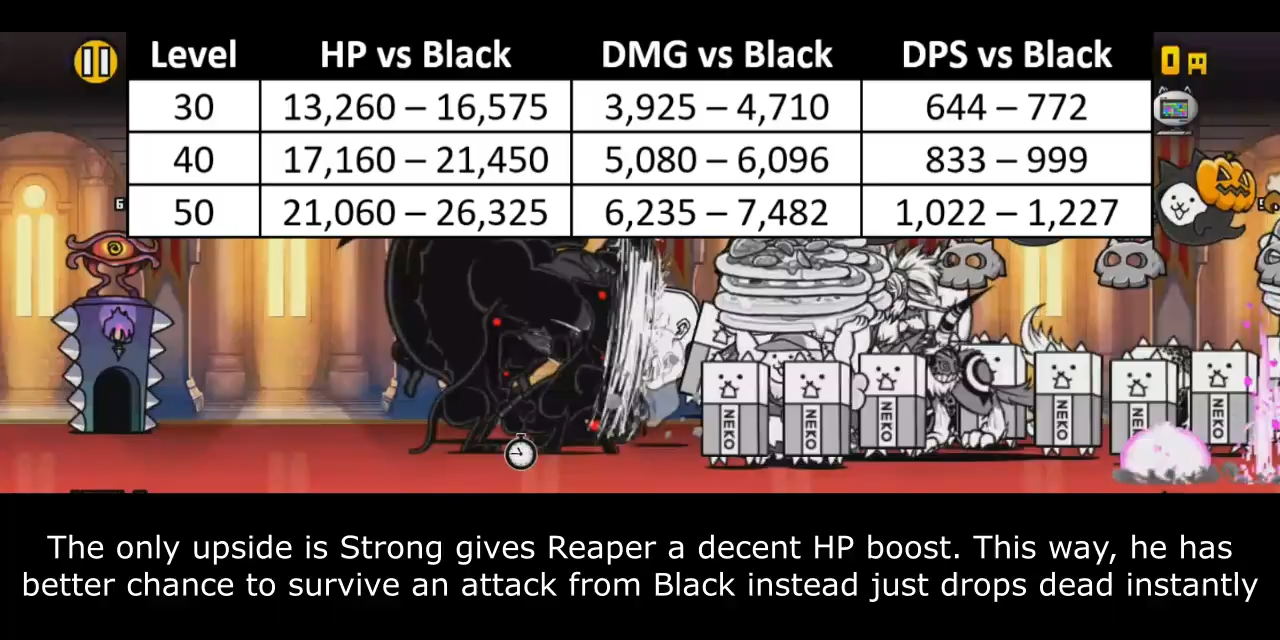 Level HP vs Black DMG vs Black DPS vs Black
30 13,260 – 16,575 3,925 – 4,710 644 – 772
40 17,160 – 21,450 5,080 – 6,096 833 – 999
50 21,060 – 26,325 6,235 – 7,482 1,022 – 1,227
0
NEKO NEKO NEKO NEKO NEKO NEKO
The only upside is Strong gives Reaper a decent HP boost. This way, he has
better chance to survive an attack from Black instead just drops dead instantly